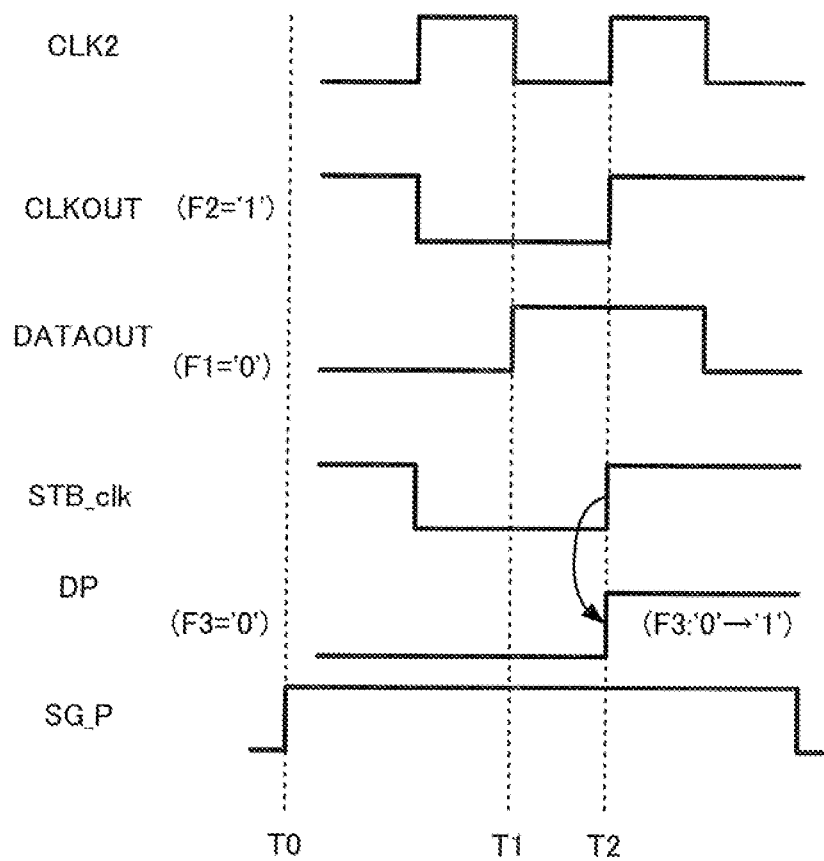 CLK2
CLKOUT (F2='1')
DATAOUT
(F1='0')
STB_clk
DP
(F3='0') (F3:'0'→'1')
SG_P
T0 T1 T2